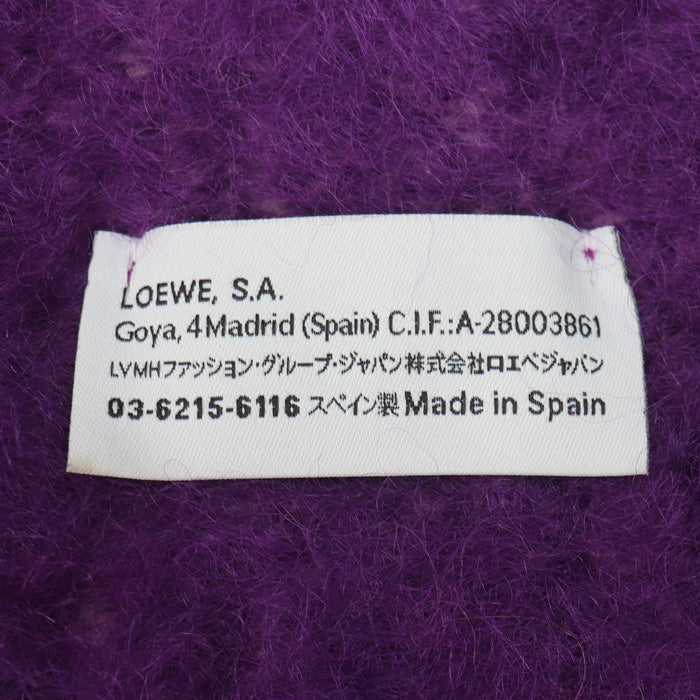 LOEWE, S.A.
Goya, 4 Madrid (Spain) C.I.F.:A-28003861
LVMHファッション・グループ・ジャパン株式会社ロエベジャパン
03-6215-6116 スペイン製 Made in Spain